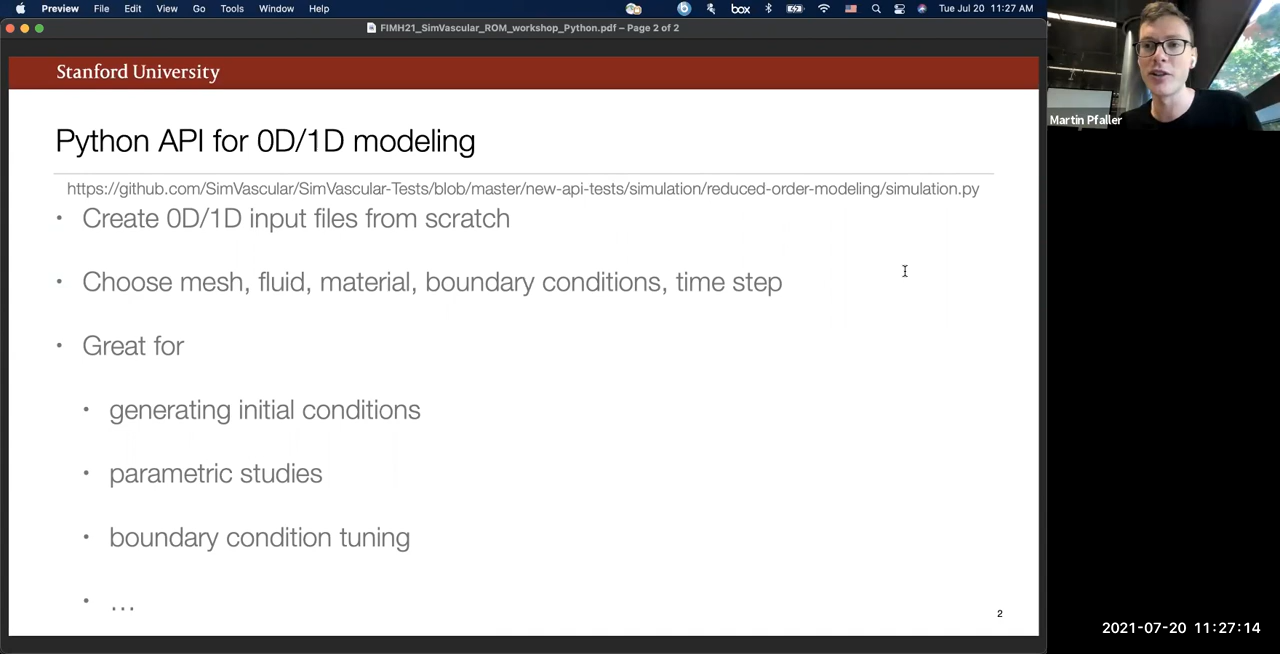 Preview File Edit View Go Tools Window Help box Tue Jul 20 11:27 AM
FIMH21_SimVascular_ROM_workshop_Python.pdf – Page 2 of 2
Stanford University
Python API for 0D/1D modeling
https://github.com/SimVascular/SimVascular-Tests/blob/master/new-api-tests/simulation/reduced-order-modeling/simulation.py
• Create 0D/1D input files from scratch
• Choose mesh, fluid, material, boundary conditions, time step
• Great for
• generating initial conditions
• parametric studies
• boundary condition tuning
• …
2
Martin Pfaller
2021-07-20 11:27:14